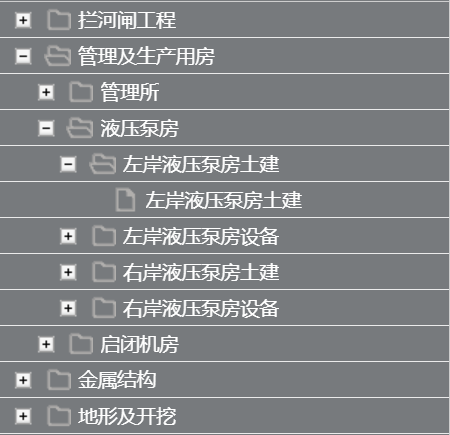 拦河闸工程
管理及生产用房
管理所
液压泵房
左岸液压泵房土建
左岸液压泵房土建
左岸液压泵房设备
右岸液压泵房土建
右岸液压泵房设备
启闭机房
金属结构
地形及开挖